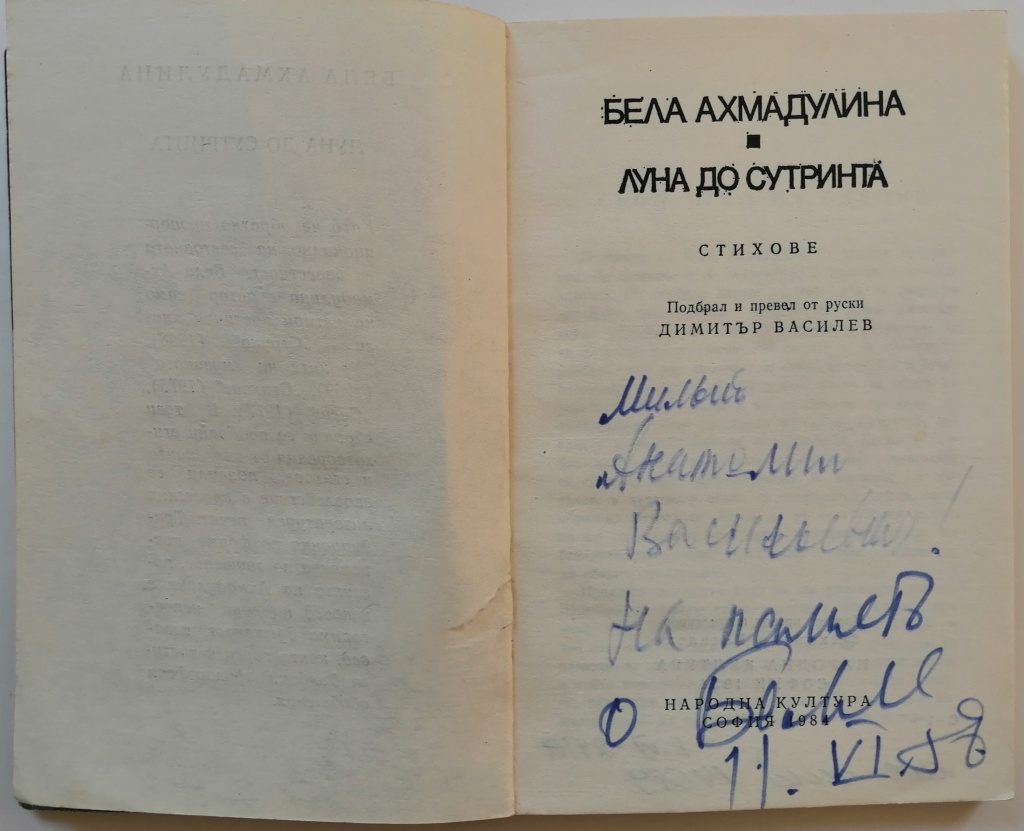 БЕЛА АХМАДУЛИНА
ЛУНА ДО СУТРИНТА
СТИХОВЕ
Подбрал и превел от руски
ДИМИТЪР ВАСИЛЕВ
Милый
Анатолий
Васильевич!
На память
о
НАРОДНА КУЛТУРА
СОФИЯ 1984
11. VI 88